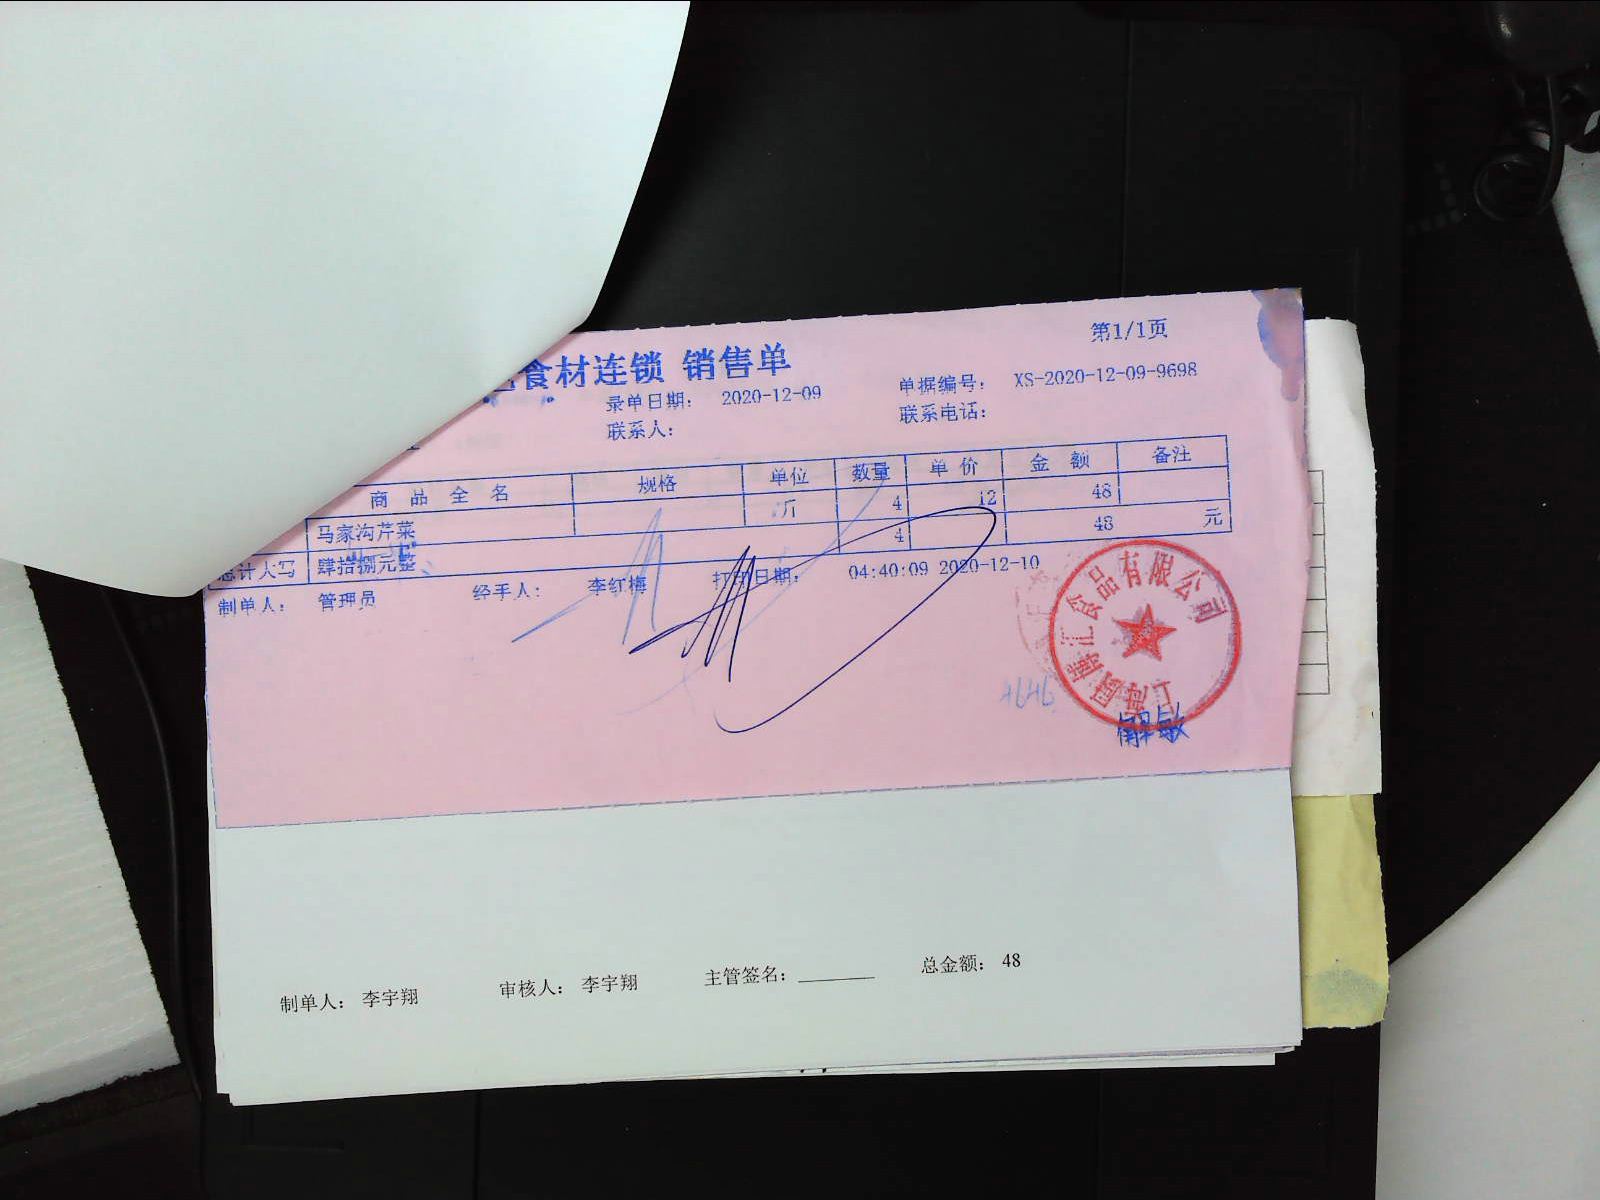 食材连锁 销售单
第1/1页
录单日期： 2020-12-09
单据编号： XS-2020-12-09-9698
联系人：
联系电话：
商 品 全 名 规格 单位 数量 单 价 金 额 备注
马家沟芹菜 斤 4 12 48
4 48
总计大写 肆拾捌元整 元
制单人： 管理员 经手人： 李红梅 打印日期： 04:40:09 2020-12-10
汇食品有限公司
解敏
制单人： 李宇翔 审核人： 李宇翔 主管签名： 总金额： 48